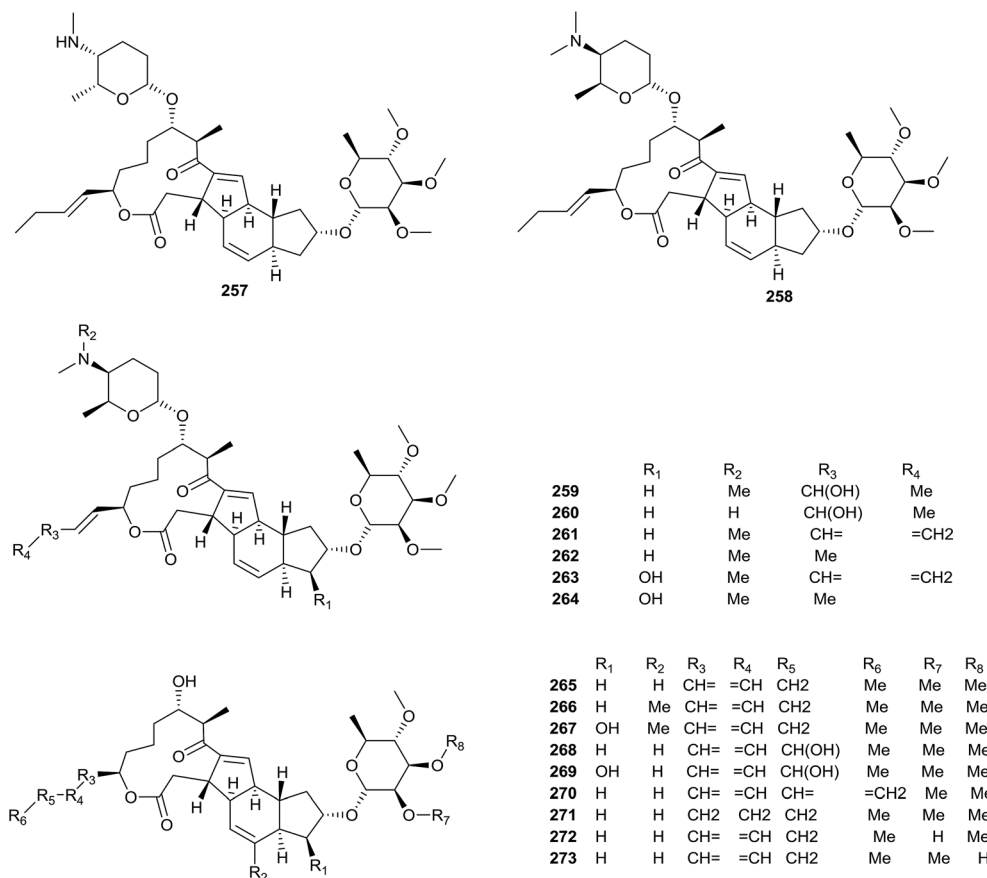 HN
O
O
O
O
O
O
O
O
O
H
H
H
H
H
257
N
O
O
O
O
O
O
O
O
O
H
H
H
H
H
258
R2
N
O
O
O
O
O
O
O
O
O
R3
R4
H
H
H
H
H
R1
R1 R2 R3 R4
259 H Me CH(OH) Me
260 H H CH(OH) Me
261 H Me CH= =CH2
262 H Me Me
263 OH Me CH= =CH2
264 OH Me Me
OH
O
O
O
O
O
O
O
O
R8
R3
R5 R4
R6
R7
H
H
H
H
H
R2
R1
R1 R2 R3 R4 R5 R6 R7 R8
265 H H CH= =CH CH2 Me Me Me
266 H Me CH= =CH CH2 Me Me Me
267 OH Me CH= =CH CH2 Me Me Me
268 H H CH= =CH CH(OH) Me Me Me
269 OH H CH= =CH CH(OH) Me Me Me
270 H H CH= =CH CH= =CH2 Me Me
271 H H CH2 CH2 CH2 Me Me Me
272 H H CH= =CH CH2 Me H Me
273 H H CH= =CH CH2 Me Me H